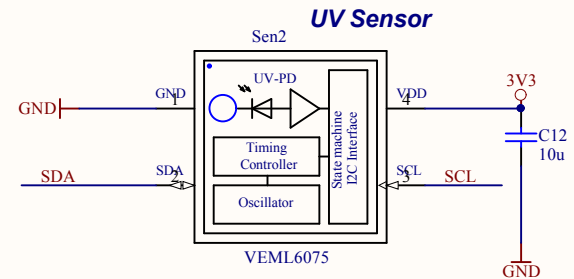 UV Sensor
Sen2
GND
GND
1
UV-PD
VDD
4
3V3
State machine
I2C Interface
Timing
Controller
C12
10u
SDA
SDA
2
SCL
3
SCL
Oscillator
VEML6075
GND